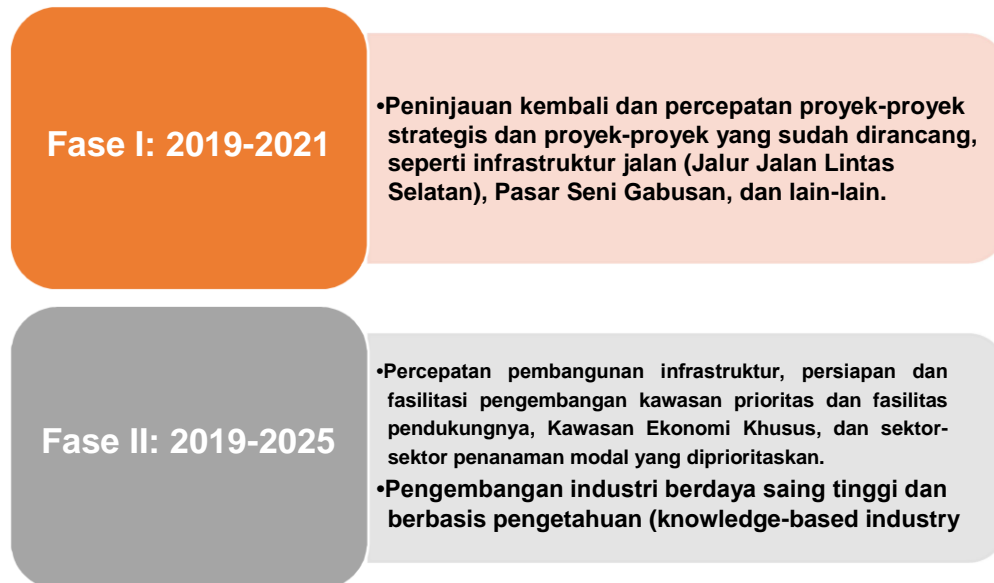 Fase I: 2019-2021
•Peninjauan kembali dan percepatan proyek-proyek
strategis dan proyek-proyek yang sudah dirancang,
seperti infrastruktur jalan (Jalur Jalan Lintas
Selatan), Pasar Seni Gabusan, dan lain-lain.
Fase II: 2019-2025
•Percepatan pembangunan infrastruktur, persiapan dan
fasilitasi pengembangan kawasan prioritas dan fasilitas
pendukungnya, Kawasan Ekonomi Khusus, dan sektor-
sektor penanaman modal yang diprioritaskan.
•Pengembangan industri berdaya saing tinggi dan
berbasis pengetahuan (knowledge-based industry